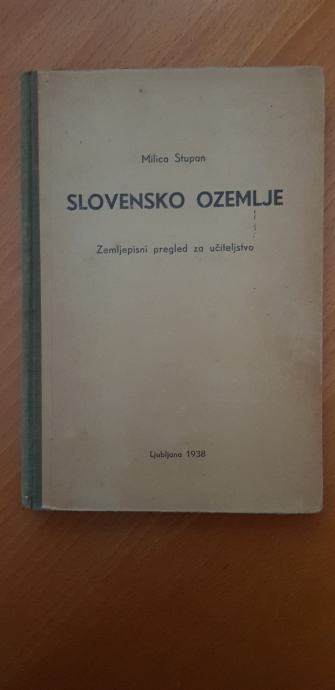 Milica Stupan
SLOVENSKO OZEMLJE
Zemljepisni pregled za učiteljstvo
Ljubljana 1938